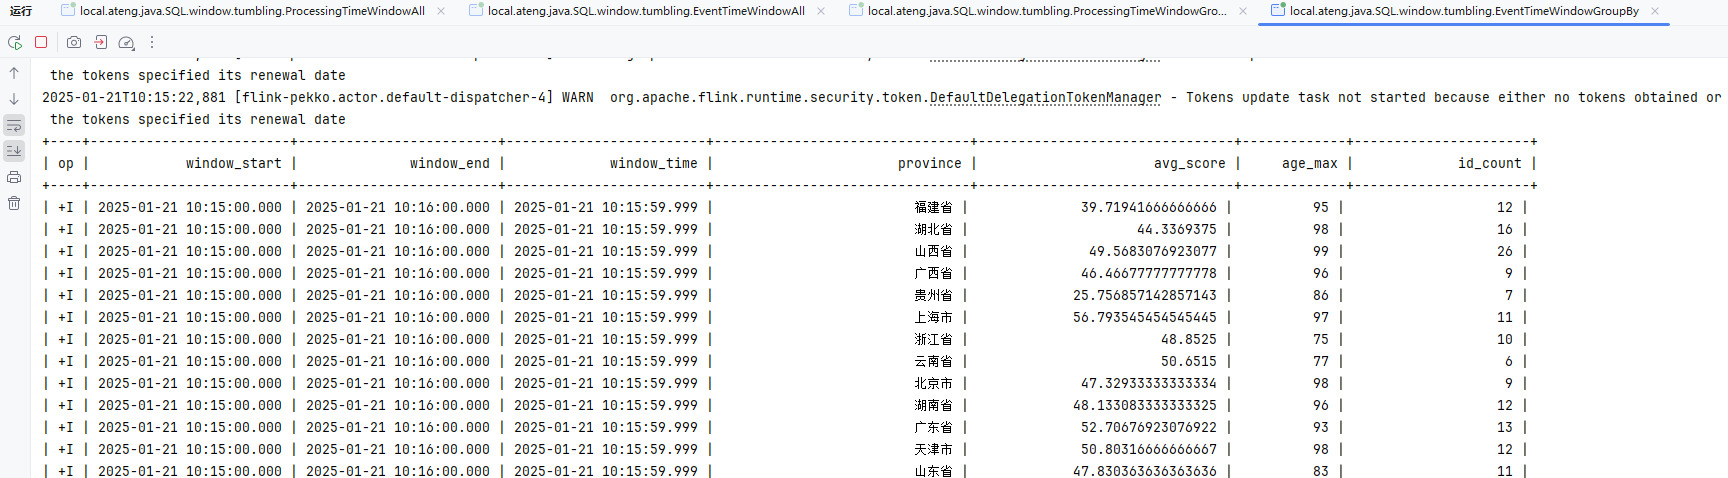 运行 local.ateng.java.SQL.window.tumbling.ProcessingTimeWindowAll local.ateng.java.SQL.window.tumbling.EventTimeWindowAll local.ateng.java.SQL.window.tumbling.ProcessingTimeWindowGro... local.ateng.java.SQL.window.tumbling.EventTimeWindowGroupBy
the tokens specified its renewal date
2025-01-21T10:15:22,881 [flink-pekko.actor.default-dispatcher-4] WARN  org.apache.flink.runtime.security.token.DefaultDelegationTokenManager - Tokens update task not started because either no tokens obtained or
the tokens specified its renewal date
+----+-------------------------+-------------------------+-------------------------+--------------------------------+--------------------------------+-------------+----------------------+
| op |            window_start |              window_end |             window_time |                       province |                      avg_score |     age_max |             id_count |
+----+-------------------------+-------------------------+-------------------------+--------------------------------+--------------------------------+-------------+----------------------+
| +I | 2025-01-21 10:15:00.000 | 2025-01-21 10:16:00.000 | 2025-01-21 10:15:59.999 |                         福建省 |              39.71941666666666 |          95 |                   12 |
| +I | 2025-01-21 10:15:00.000 | 2025-01-21 10:16:00.000 | 2025-01-21 10:15:59.999 |                         湖北省 |                     44.3369375 |          98 |                   16 |
| +I | 2025-01-21 10:15:00.000 | 2025-01-21 10:16:00.000 | 2025-01-21 10:15:59.999 |                         山西省 |               49.5683076923077 |          99 |                   26 |
| +I | 2025-01-21 10:15:00.000 | 2025-01-21 10:16:00.000 | 2025-01-21 10:15:59.999 |                         广西省 |              46.46677777777778 |          96 |                    9 |
| +I | 2025-01-21 10:15:00.000 | 2025-01-21 10:16:00.000 | 2025-01-21 10:15:59.999 |                         贵州省 |             25.756857142857143 |          86 |                    7 |
| +I | 2025-01-21 10:15:00.000 | 2025-01-21 10:16:00.000 | 2025-01-21 10:15:59.999 |                         上海市 |             56.793545454545445 |          97 |                   11 |
| +I | 2025-01-21 10:15:00.000 | 2025-01-21 10:16:00.000 | 2025-01-21 10:15:59.999 |                         浙江省 |                        48.8525 |          75 |                   10 |
| +I | 2025-01-21 10:15:00.000 | 2025-01-21 10:16:00.000 | 2025-01-21 10:15:59.999 |                         云南省 |                        50.6515 |          77 |                    6 |
| +I | 2025-01-21 10:15:00.000 | 2025-01-21 10:16:00.000 | 2025-01-21 10:15:59.999 |                         北京市 |              47.32933333333334 |          98 |                    9 |
| +I | 2025-01-21 10:15:00.000 | 2025-01-21 10:16:00.000 | 2025-01-21 10:15:59.999 |                         湖南省 |             48.133083333333325 |          96 |                   12 |
| +I | 2025-01-21 10:15:00.000 | 2025-01-21 10:16:00.000 | 2025-01-21 10:15:59.999 |                         广东省 |              52.70676923076922 |          93 |                   13 |
| +I | 2025-01-21 10:15:00.000 | 2025-01-21 10:16:00.000 | 2025-01-21 10:15:59.999 |                         天津市 |              50.80316666666667 |          98 |                   12 |
| +I | 2025-01-21 10:15:00.000 | 2025-01-21 10:16:00.000 | 2025-01-21 10:15:59.999 |                         山东省 |             47.830363636363636 |          83 |                   11 |